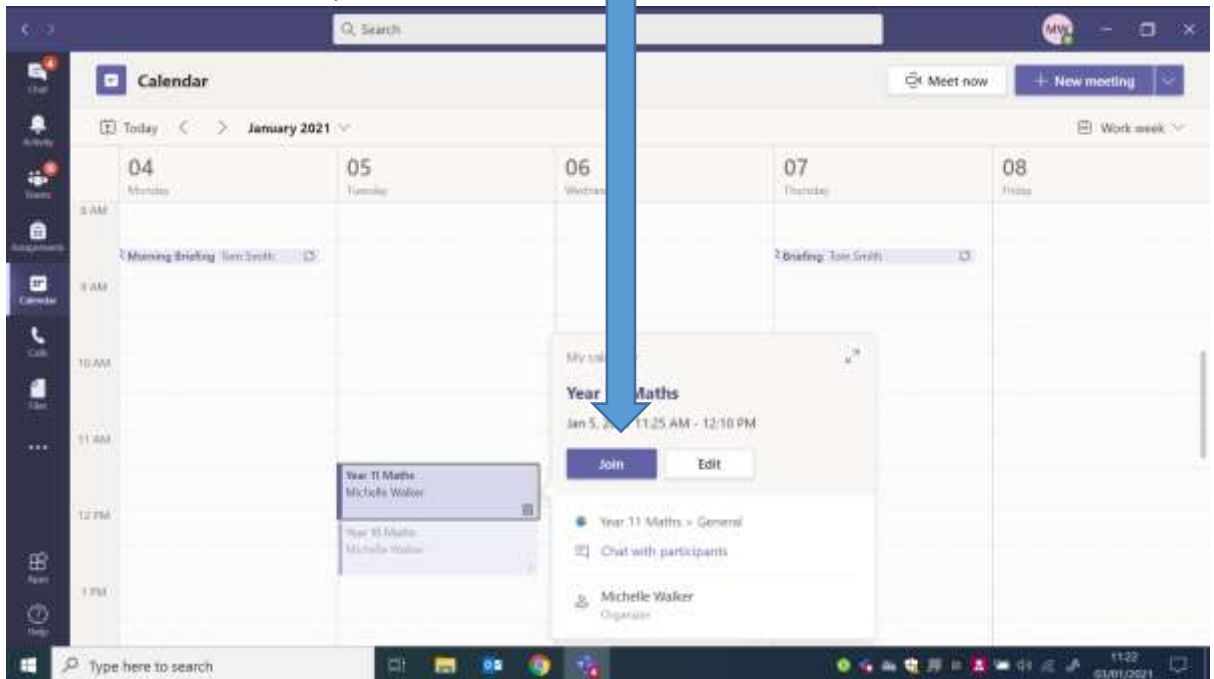 Search
MW
Chat
Calendar
Meet now
+ New meeting
Activity
Today < > January 2021
Work week
Teams
04
05
06
07
08
Monday
Tuesday
Thursday
Friday
8 AM
Assignments
Morning Briefing Tom Smith
Briefing Tom Smith
Calendar
9 AM
Calls
10 AM
My
Year Maths
Files
Jan 5, 11:25 AM - 12:10 PM
11 AM
Join
Edit
Year 11 Maths
Michelle Walker
12 PM
Year 11 Maths > General
Year 10 Maths
Michelle Walker
Chat with participants
Apps
1 PM
Michelle Walker
Organizer
Help
Type here to search
11:22